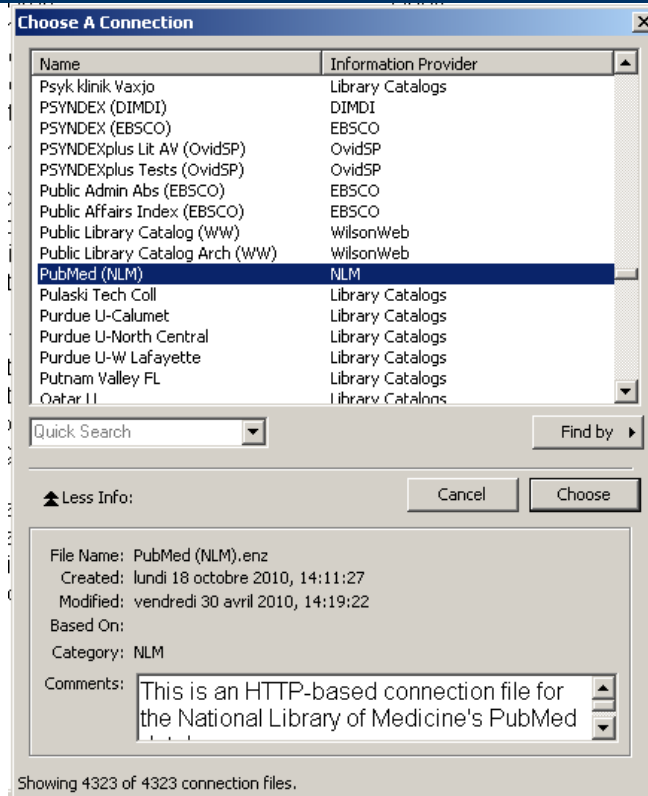 Choose A Connection
Name Information Provider
Psyk klinik Vaxjo Library Catalogs
PSYNDEX (DIMDI) DIMDI
PSYNDEX (EBSCO) EBSCO
PSYNDEXplus Lit AV (OvidSP) OvidSP
PSYNDEXplus Tests (OvidSP) OvidSP
Public Admin Abs (EBSCO) EBSCO
Public Affairs Index (EBSCO) EBSCO
Public Library Catalog (WW) WilsonWeb
Public Library Catalog Arch (WW) WilsonWeb
PubMed (NLM) NLM
Pulaski Tech Coll Library Catalogs
Purdue U-Calumet Library Catalogs
Purdue U-North Central Library Catalogs
Purdue U-W Lafayette Library Catalogs
Putnam Valley FL Library Catalogs
Qatar U Library Catalogs
Quick Search Find by
Less Info: Cancel Choose
File Name: PubMed (NLM).enz
Created: lundi 18 octobre 2010, 14:11:27
Modified: vendredi 30 avril 2010, 14:19:22
Based On:
Category: NLM
Comments: This is an HTTP-based connection file for
the National Library of Medicine's PubMed
Showing 4323 of 4323 connection files.